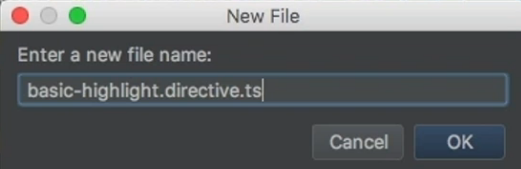 New File
Enter a new file name:
basic-highlight.directive.ts
Cancel OK